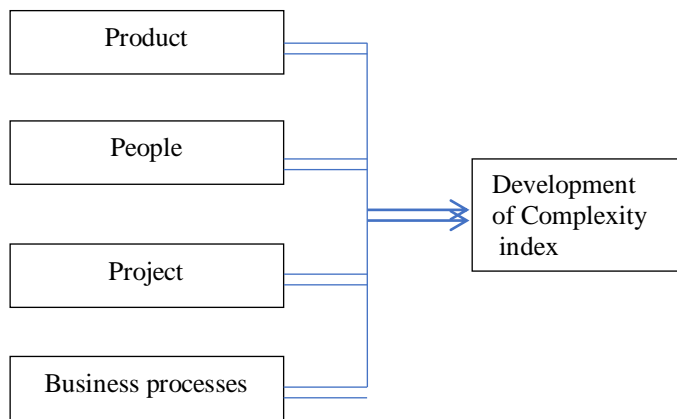 Product
People
Project
Business processes
Development
of Complexity
index